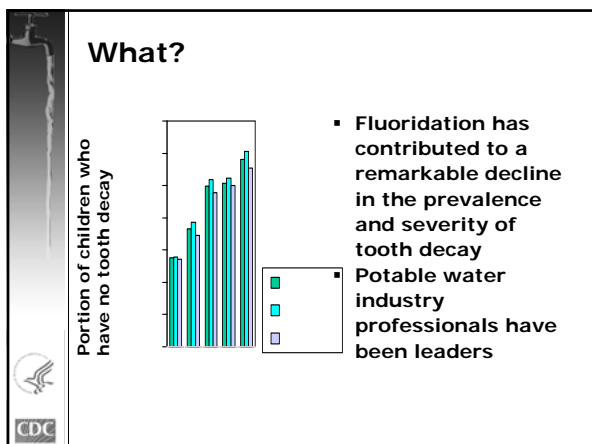 What?
Portion of children who
have no tooth decay
▪ Fluoridation has
contributed to a
remarkable decline
in the prevalence
and severity of
tooth decay
▪ Potable water
industry
professionals have
been leaders
CDC